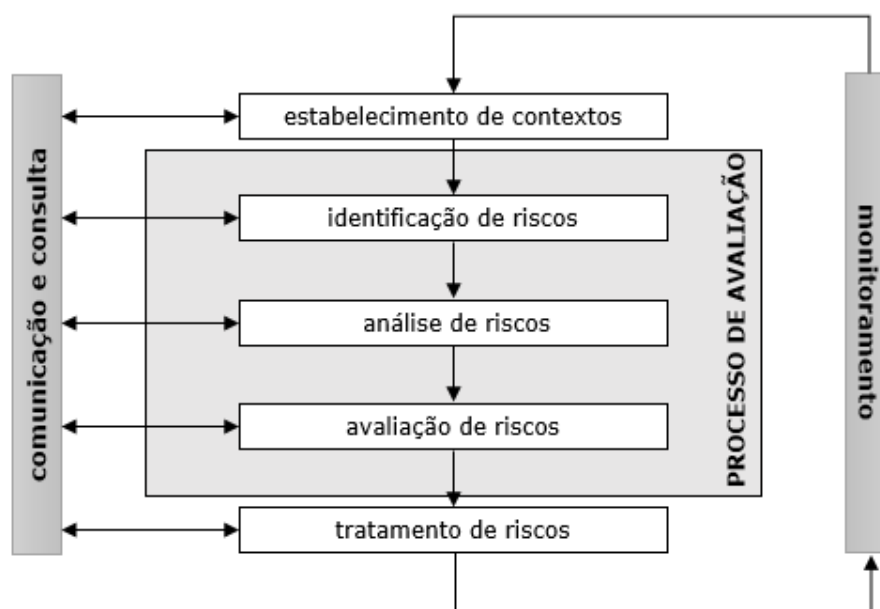 estabelecimento de contextos
identificação de riscos
análise de riscos
avaliação de riscos
tratamento de riscos
comunicação e consulta
PROCESSO DE AVALIAÇÃO
monitoramento